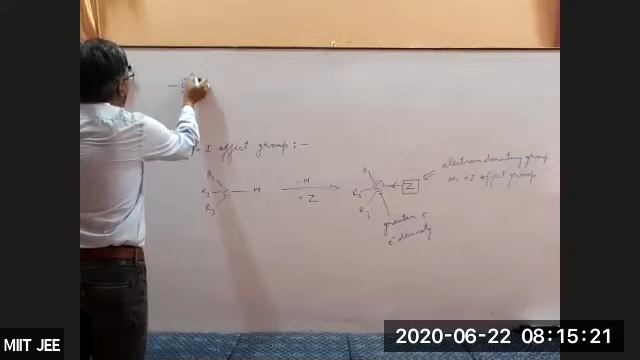 I effect group :-
R₁
R₂ - C - H
R₃
- H
+ Z
R₁
R₂ C Z
R₃
electron donating group
or, +I effect group
greater σ
e⁻ density
MIIT JEE
2020-06-22 08:15:21